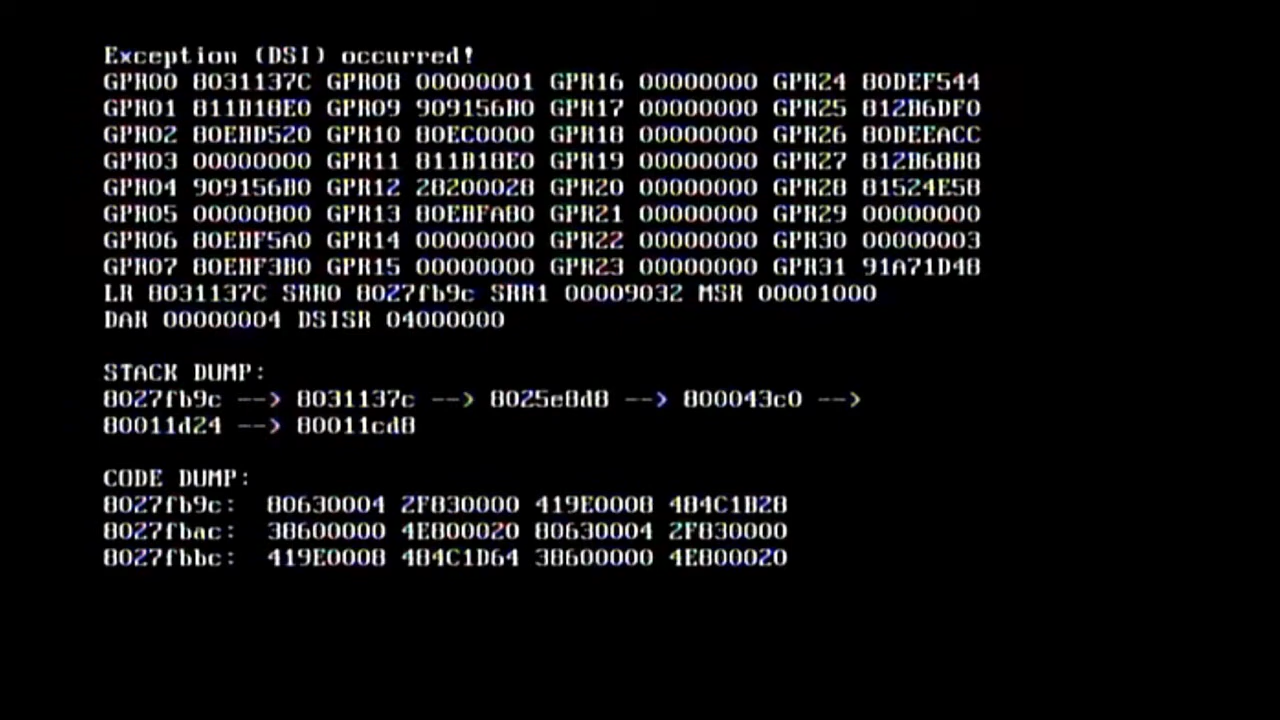 Exception (DSI) occurred!
GPR00 8031137C GPR08 00000001 GPR16 00000000 GPR24 80DEF544
GPR01 811B18E0 GPR09 909156B0 GPR17 00000000 GPR25 812B6DF0
GPR02 80EBD520 GPR10 80EC0000 GPR18 00000000 GPR26 80DEEACC
GPR03 00000000 GPR11 811B18E0 GPR19 00000000 GPR27 812B68B8
GPR04 909156B0 GPR12 28200028 GPR20 00000000 GPR28 81524E58
GPR05 00000800 GPR13 80EBFA80 GPR21 00000000 GPR29 00000000
GPR06 80EBF5A0 GPR14 00000000 GPR22 00000000 GPR30 00000003
GPR07 80EBF3B0 GPR15 00000000 GPR23 00000000 GPR31 91A71D48
LR 8031137C SRR0 8027fb9c SRR1 00009032 MSR 00001000
DAR 00000004 DSISR 04000000
STACK DUMP:
8027fb9c --> 8031137c --> 8025e8d8 --> 800043c0 -->
80011d24 --> 80011cd8
CODE DUMP:
8027fb9c: 80630004 2F830000 419E0008 484C1B28
8027fbac: 38600000 4E800020 80630004 2F830000
8027fbbc: 419E0008 484C1D64 38600000 4E800020